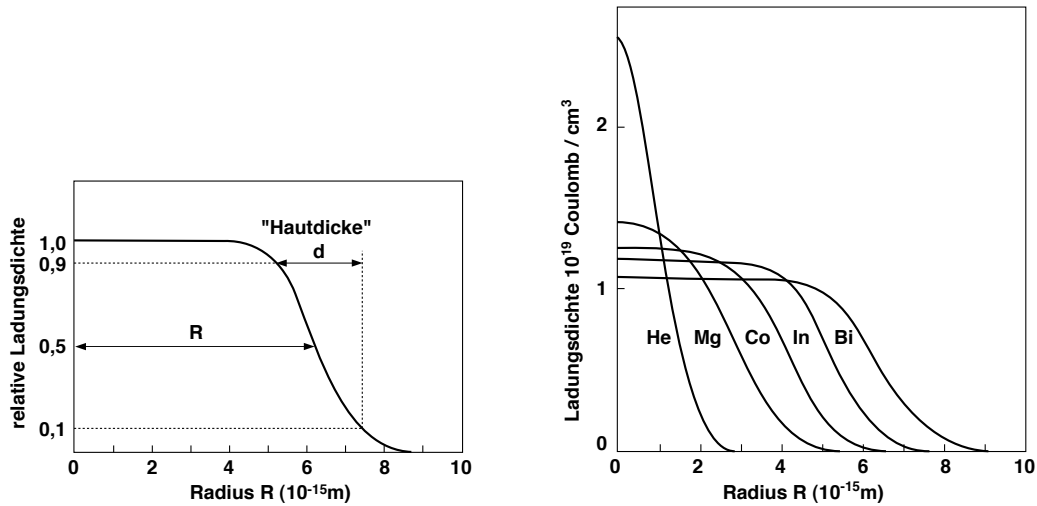 relative Ladungsdichte
1,0
0,9
0,5
0,1
"Hautdicke"
d
R
0 2 4 6 8 10
Radius R (10⁻¹⁵m)
Ladungsdichte 10¹⁹ Coulomb / cm³
2
1
0
He Mg Co In Bi
0 2 4 6 8 10
Radius R (10⁻¹⁵m)